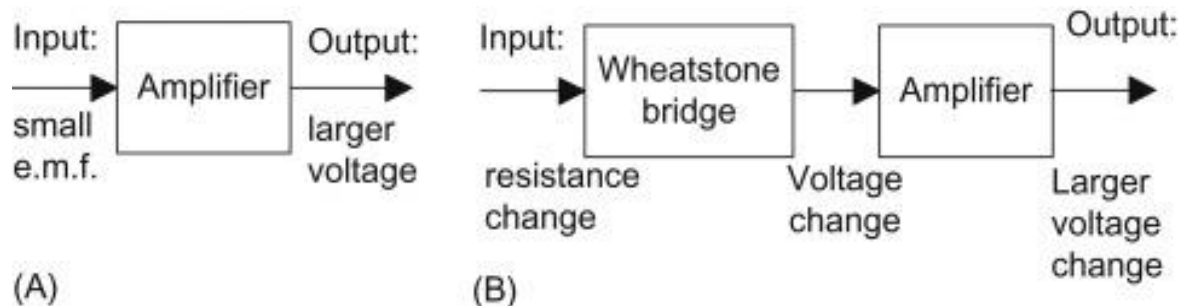 Input:
Amplifier
Output:
small
e.m.f.
larger
voltage
(A)
Input:
Wheatstone
bridge
Amplifier
Output:
resistance
change
Voltage
change
Larger
voltage
change
(B)